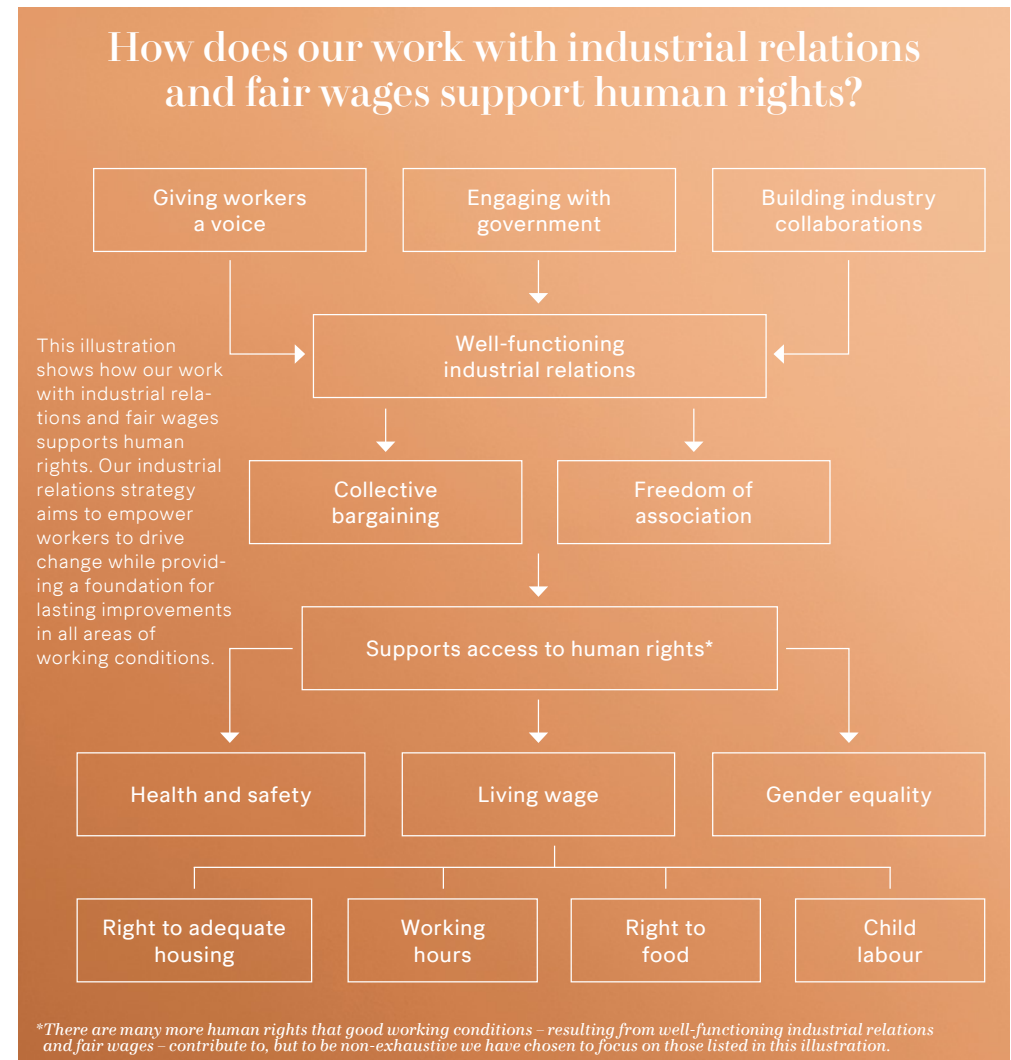 How does our work with industrial relations
and fair wages support human rights?
Giving workers
a voice
Engaging with
government
Building industry
collaborations
Well-functioning
industrial relations
This illustration
shows how our work
with industrial rela-
tions and fair wages
supports human
rights. Our industrial
relations strategy
aims to empower
workers to drive
change while provid-
ing a foundation for
lasting improvements
in all areas of
working conditions.
Collective
bargaining
Freedom of
association
Supports access to human rights*
Health and safety
Living wage
Gender equality
Right to adequate
housing
Working
hours
Right to
food
Child
labour
*There are many more human rights that good working conditions – resulting from well-functioning industrial relations
and fair wages – contribute to, but to be non-exhaustive we have chosen to focus on those listed in this illustration.